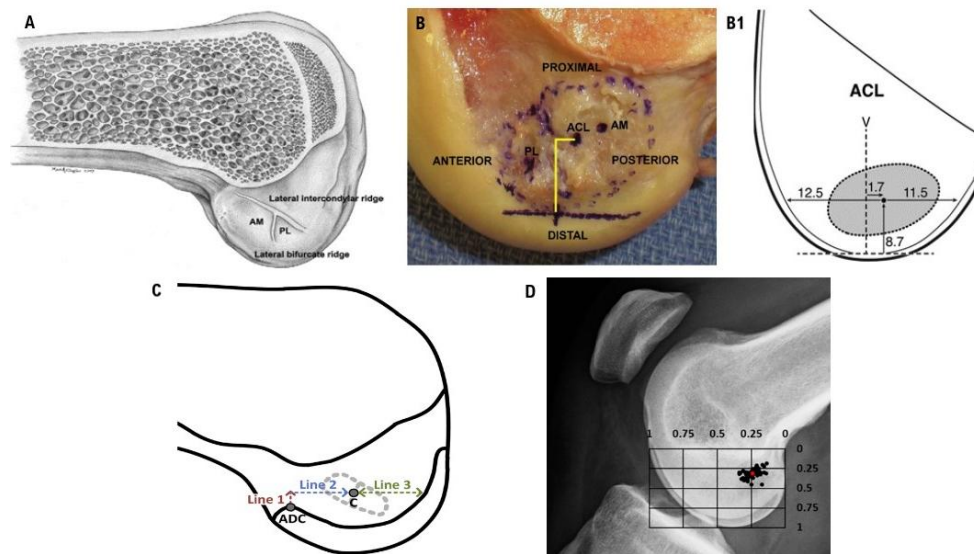 A
Lateral intercondylar ridge
AM
PL
Lateral bifurcate ridge
B
PROXIMAL
ACL
AM
PL
ANTERIOR
POSTERIOR
DISTAL
B1
ACL
V
12.5
1.7
11.5
8.7
C
Line 1
Line 2
Line 3
C
ADC
D
1 0.75 0.5 0.25 0
0
0.25
0.5
0.75
1